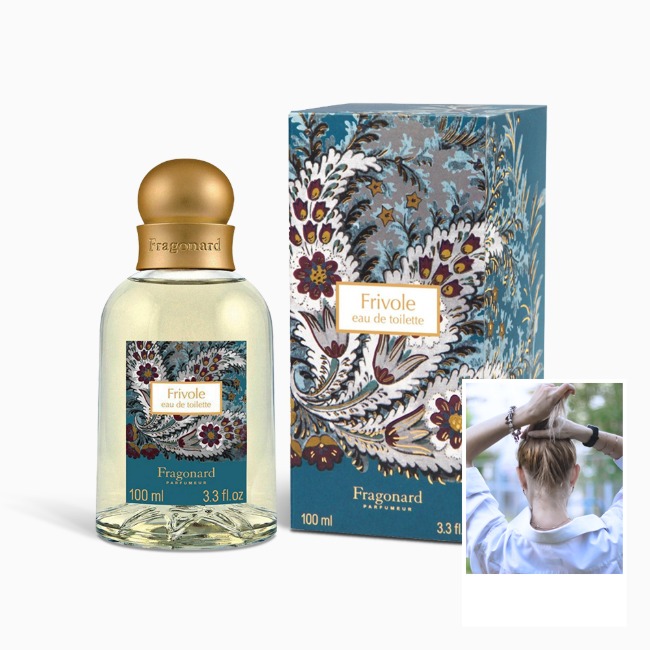 Fragonard
Frivole
eau de toilette
Fragonard
PARFUMEUR
100 ml 3.3 fl.oz
Frivole
eau de toilette
Fragonard
PARFUMEUR
100 ml 3.3 fl